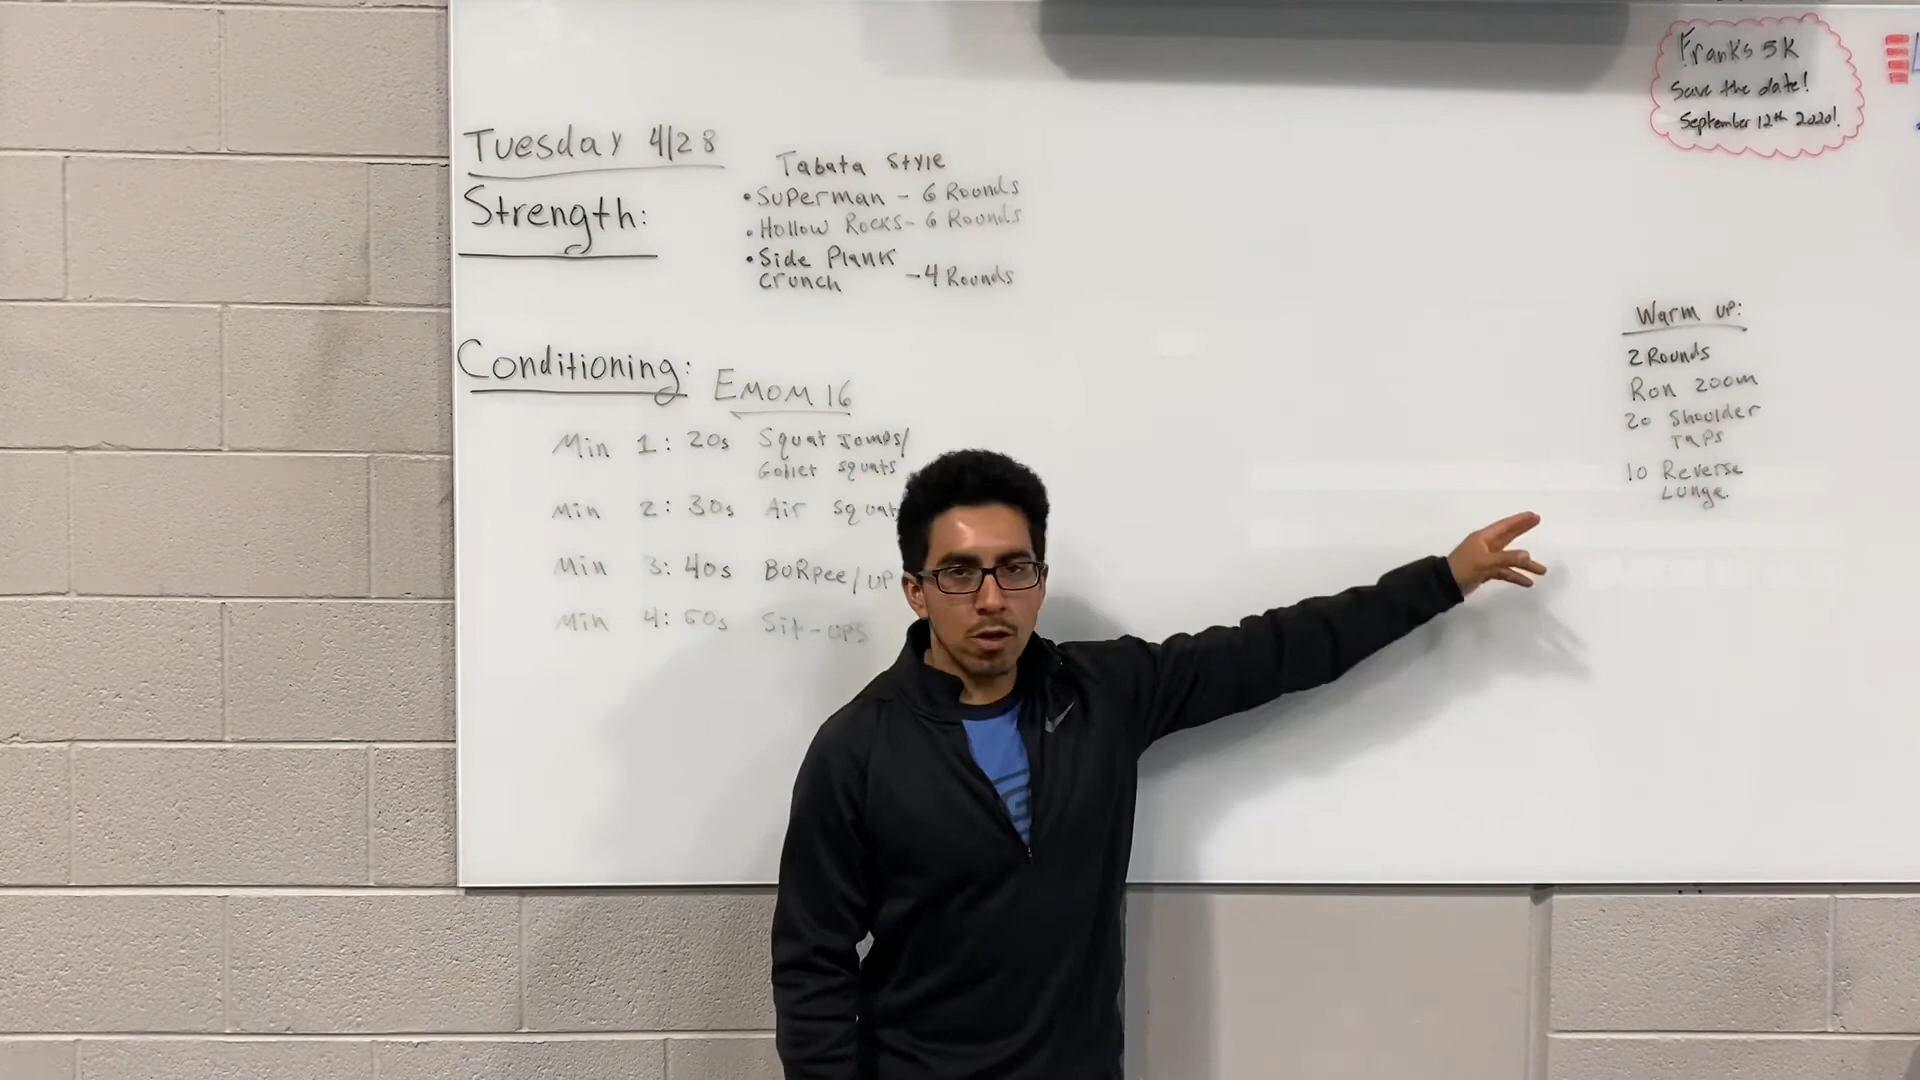 Tuesday 4/28
Strength:
Tabata Style
• Superman - 6 Rounds
• Hollow Rocks - 6 Rounds
• Side Plank
Crunch - 4 Rounds
Conditioning:
EMOM 16
Min 1: 20s Squat Jumps/
Goblet squats
Min 2: 30s Air squat
Min 3: 40s Burpee/up
Min 4: 50s Sit-ups
Frank's 5K
Save the date!
September 12th 2020!
Warm up:
2 Rounds
Run 200m
20 Shoulder
Taps
10 Reverse
Lunge